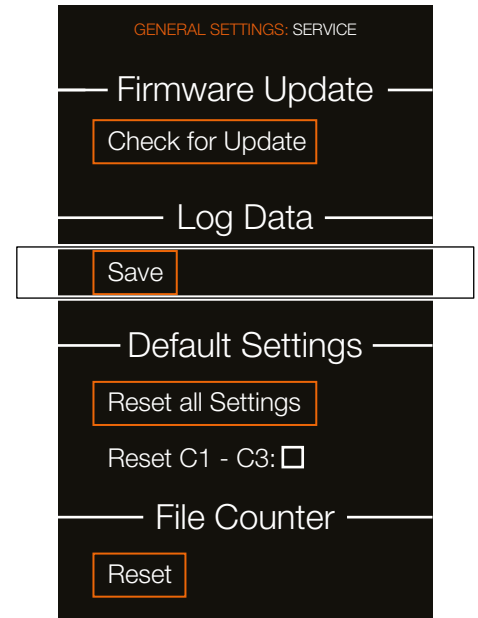 GENERAL SETTINGS: SERVICE
Firmware Update
Check for Update
Log Data
Save
Default Settings
Reset all Settings
Reset C1 - C3:
File Counter
Reset